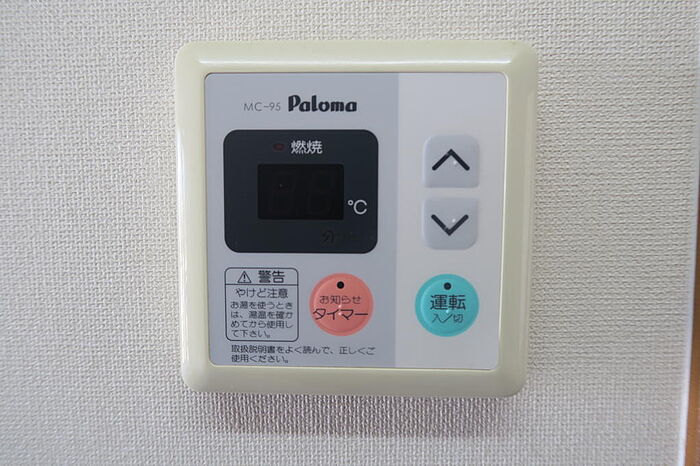 MC-95 Paloma
燃焼
℃
分
警告
やけど注意
お湯を使うとき
は、湯温を確か
めてから使用し
て下さい。
お知らせ
タイマー
運転
入/切
取扱説明書をよく読んで、正しくご
使用ください。